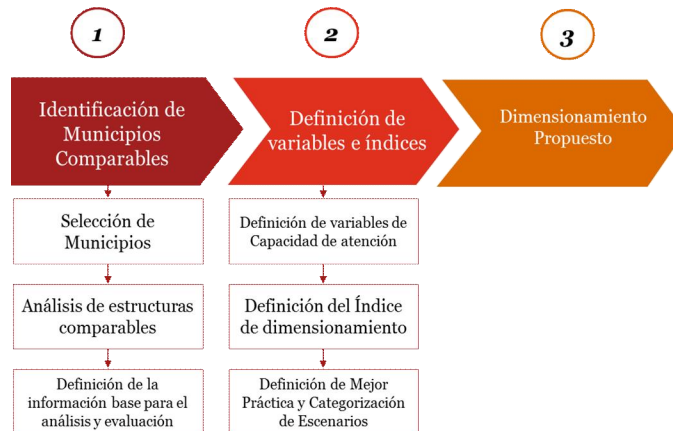 1
2
3
Identificación de
Municipios
Comparables
Definición de
variables e índices
Dimensionamiento
Propuesto
Selección de
Municipios
Análisis de estructuras
comparables
Definición de la
información base para el
análisis y evaluación
Definición de variables de
Capacidad de atención
Definición del Índice
de dimensionamiento
Definición de Mejor
Práctica y Categorización
de Escenarios